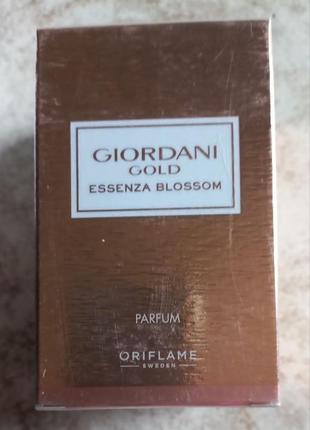 GIORDANI
GOLD
ESSENZA BLOSSOM
PARFUM
ORIFLAME
SWEDEN